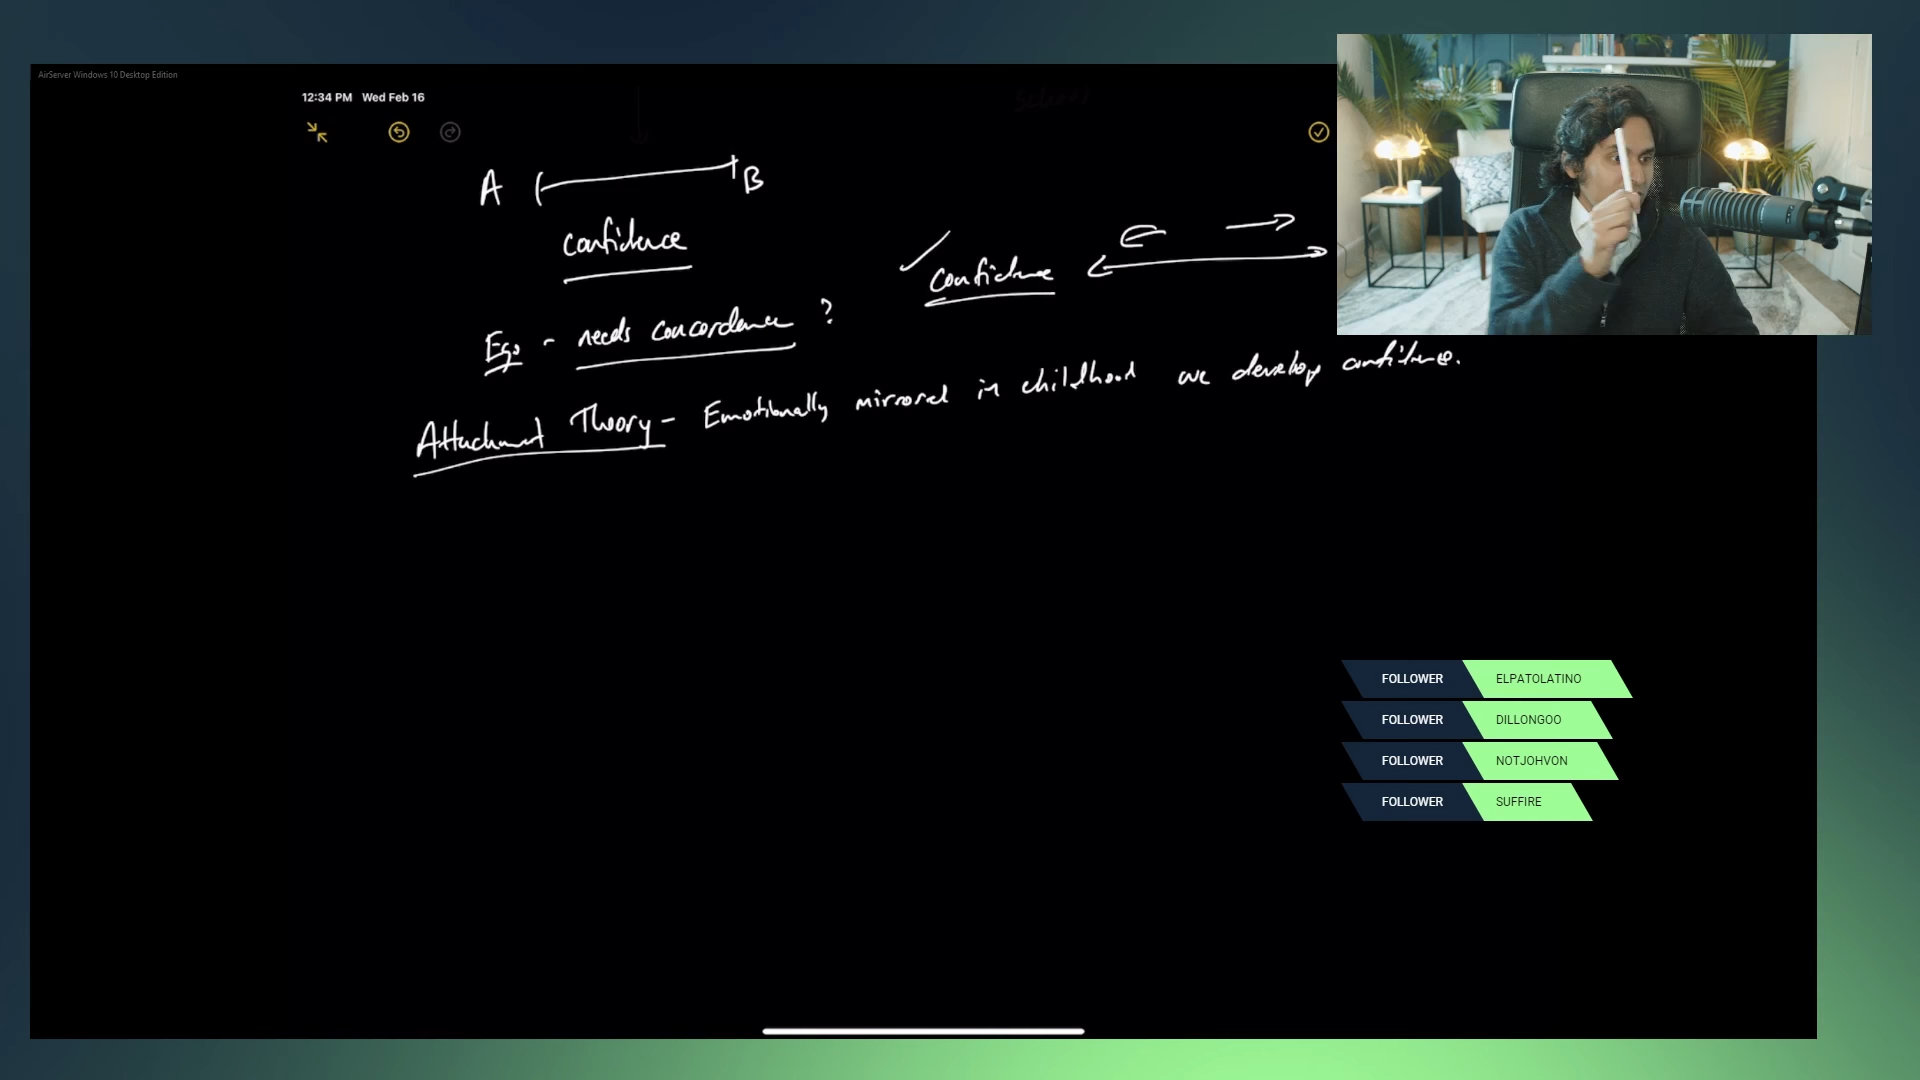 AirServer Windows 10 Desktop Edition
12:34 PM Wed Feb 16
A B
confidence
confidence
Ego - needs concordance ?
Attachment Theory - Emotionally mirrored in childhood we develop confidence.
FOLLOWER ELPATOLATINO
FOLLOWER DILLONGOO
FOLLOWER NOTJOHVON
FOLLOWER SUFFIRE